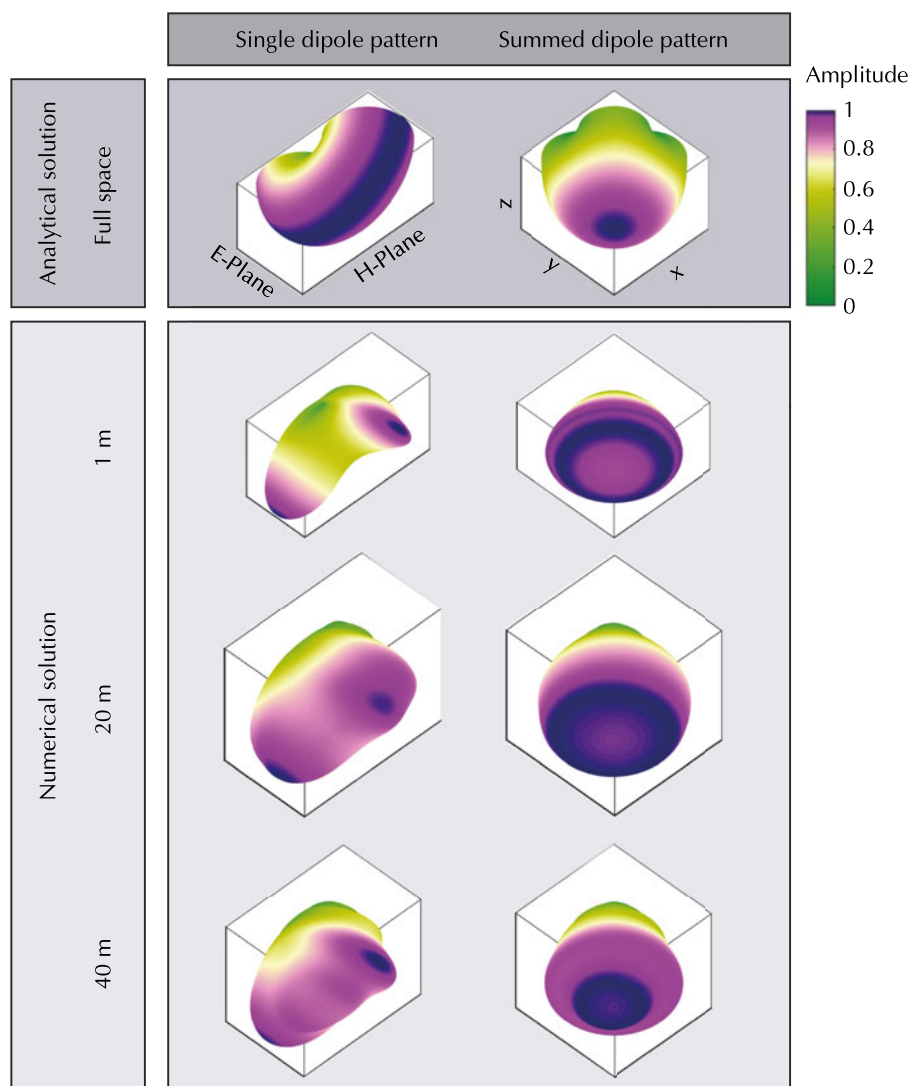 Single dipole pattern
Summed dipole pattern
Amplitude
1
0.8
0.6
0.4
0.2
0
Analytical solution
Full space
E-Plane
H-Plane
z
y
x
Numerical solution
1 m
20 m
40 m